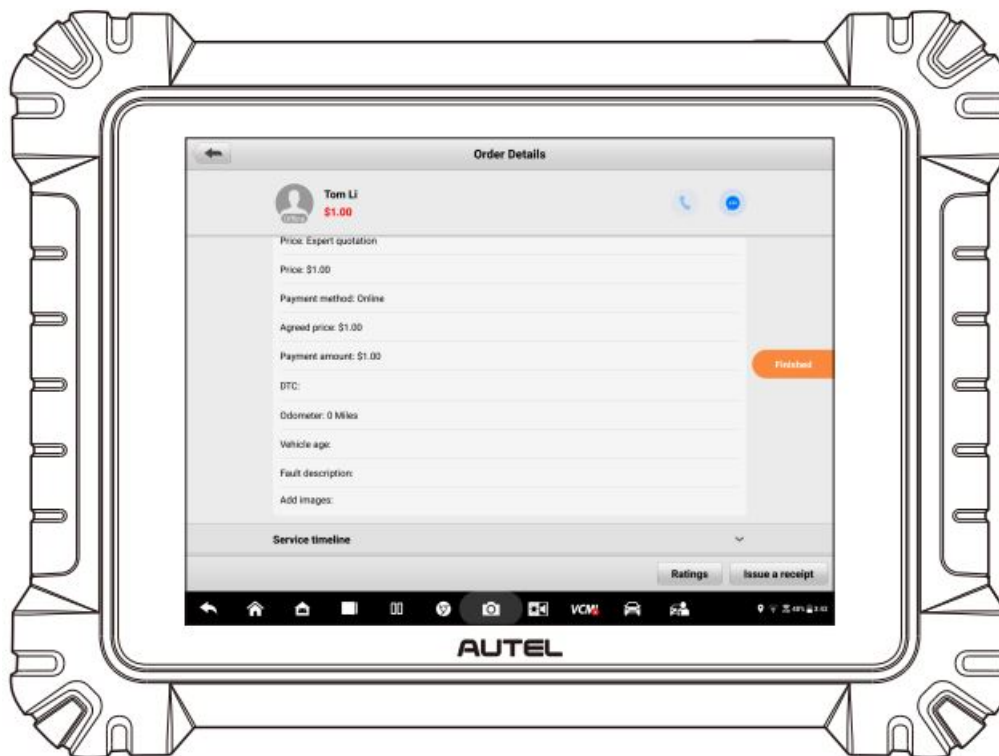 Order Details
Tom Li
$1.00
Offline
Price: Expert quotation
Price: $1.00
Payment method: Online
Agreed price: $1.00
Payment amount: $1.00
Finished
DTC:
Odometer: 0 Miles
Vehicle age:
Fault description:
Add images:
Service timeline
Ratings
Issue a receipt
VCMI
AUTEL